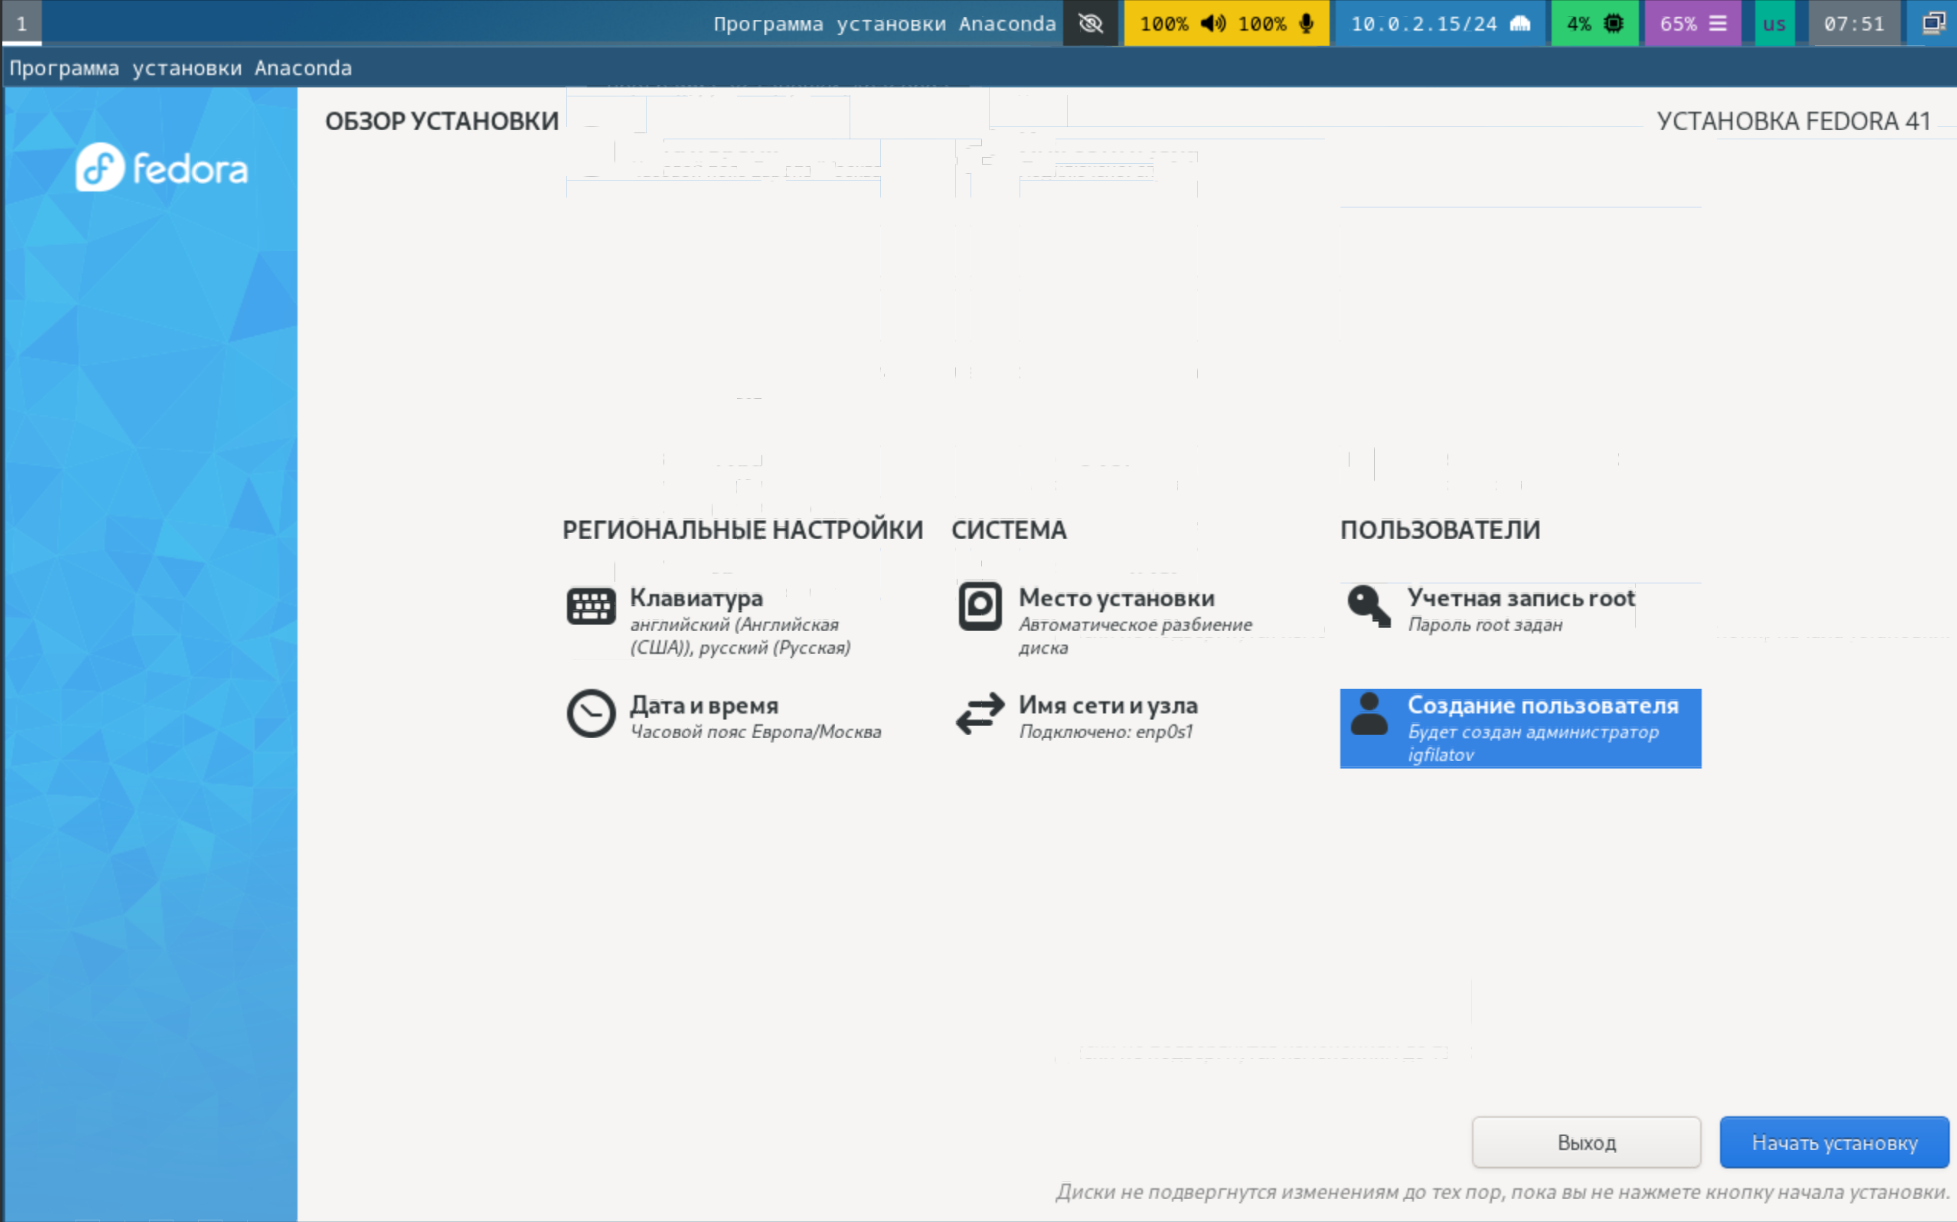 1
Программа установки Anaconda
100% 100%
10.0.2.15/24
4%
65%
us
07:51
Программа установки Anaconda
fedora
ОБЗОР УСТАНОВКИ
УСТАНОВКА FEDORA 41
РЕГИОНАЛЬНЫЕ НАСТРОЙКИ
Клавиатура
английский (Английская
(США)), русский (Русская)
Дата и время
Часовой пояс Европа/Москва
СИСТЕМА
Место установки
Автоматическое разбиение
диска
Имя сети и узла
Подключено: enp0s1
ПОЛЬЗОВАТЕЛИ
Учетная запись root
Пароль root задан
Создание пользователя
Будет создан администратор
igfilatov
Выход
Начать установку
Диски не подвергнутся изменениям до тех пор, пока вы не нажмете кнопку начала установки.